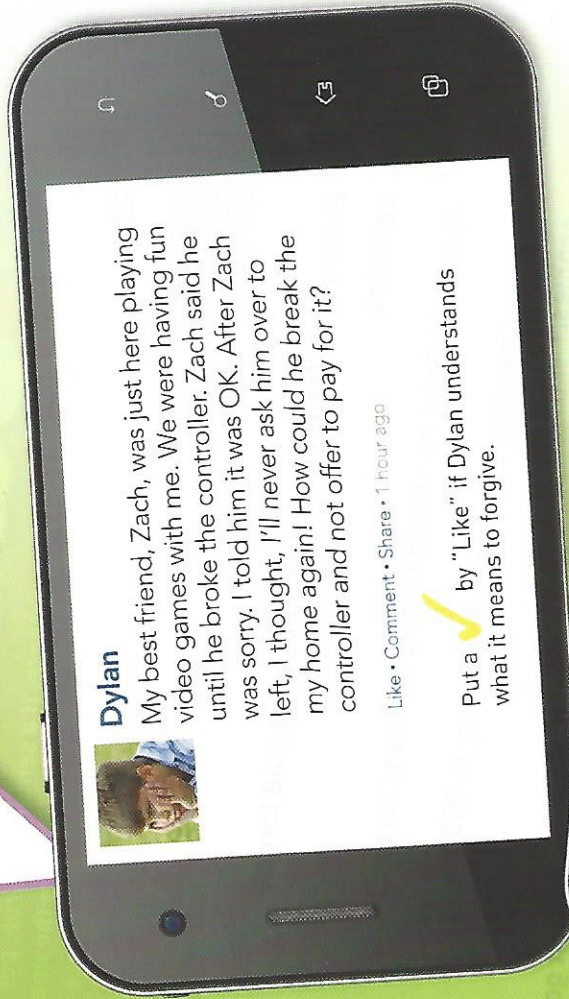 Dylan
My best friend, Zach, was just here playing
video games with me. We were having fun
until he broke the controller. Zach said he
was sorry. I told him it was OK. After Zach
left, I thought, I'll never ask him over to
my home again! How could he break the
controller and not offer to pay for it?
Like • Comment • Share • 1 hour ago
Put a ✓ by "Like" if Dylan understands
what it means to forgive.